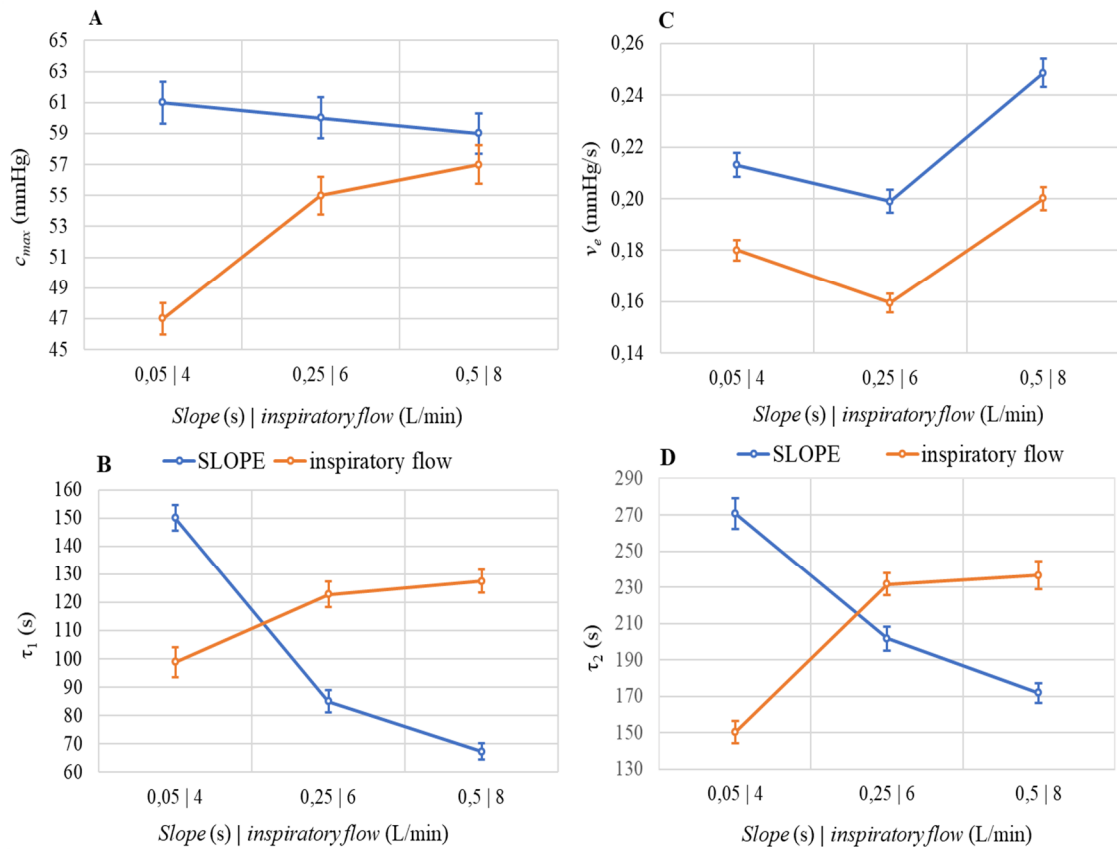 A
65
63
61
59
57
55
53
51
49
47
45
c_max (mmHg)
0,05 | 4 0,25 | 6 0,5 | 8
Slope (s) | inspiratory flow (L/min)
C
0,26
0,24
0,22
0,20
0,18
0,16
0,14
v_e (mmHg/s)
0,05 | 4 0,25 | 6 0,5 | 8
Slope (s) | inspiratory flow (L/min)
B
SLOPE inspiratory flow
160
150
140
130
120
110
100
90
80
70
60
τ₁ (s)
0,05 | 4 0,25 | 6 0,5 | 8
Slope (s) | inspiratory flow (L/min)
D
SLOPE inspiratory flow
290
270
250
230
210
190
170
150
130
τ₂ (s)
0,05 | 4 0,25 | 6 0,5 | 8
Slope (s) | inspiratory flow (L/min)